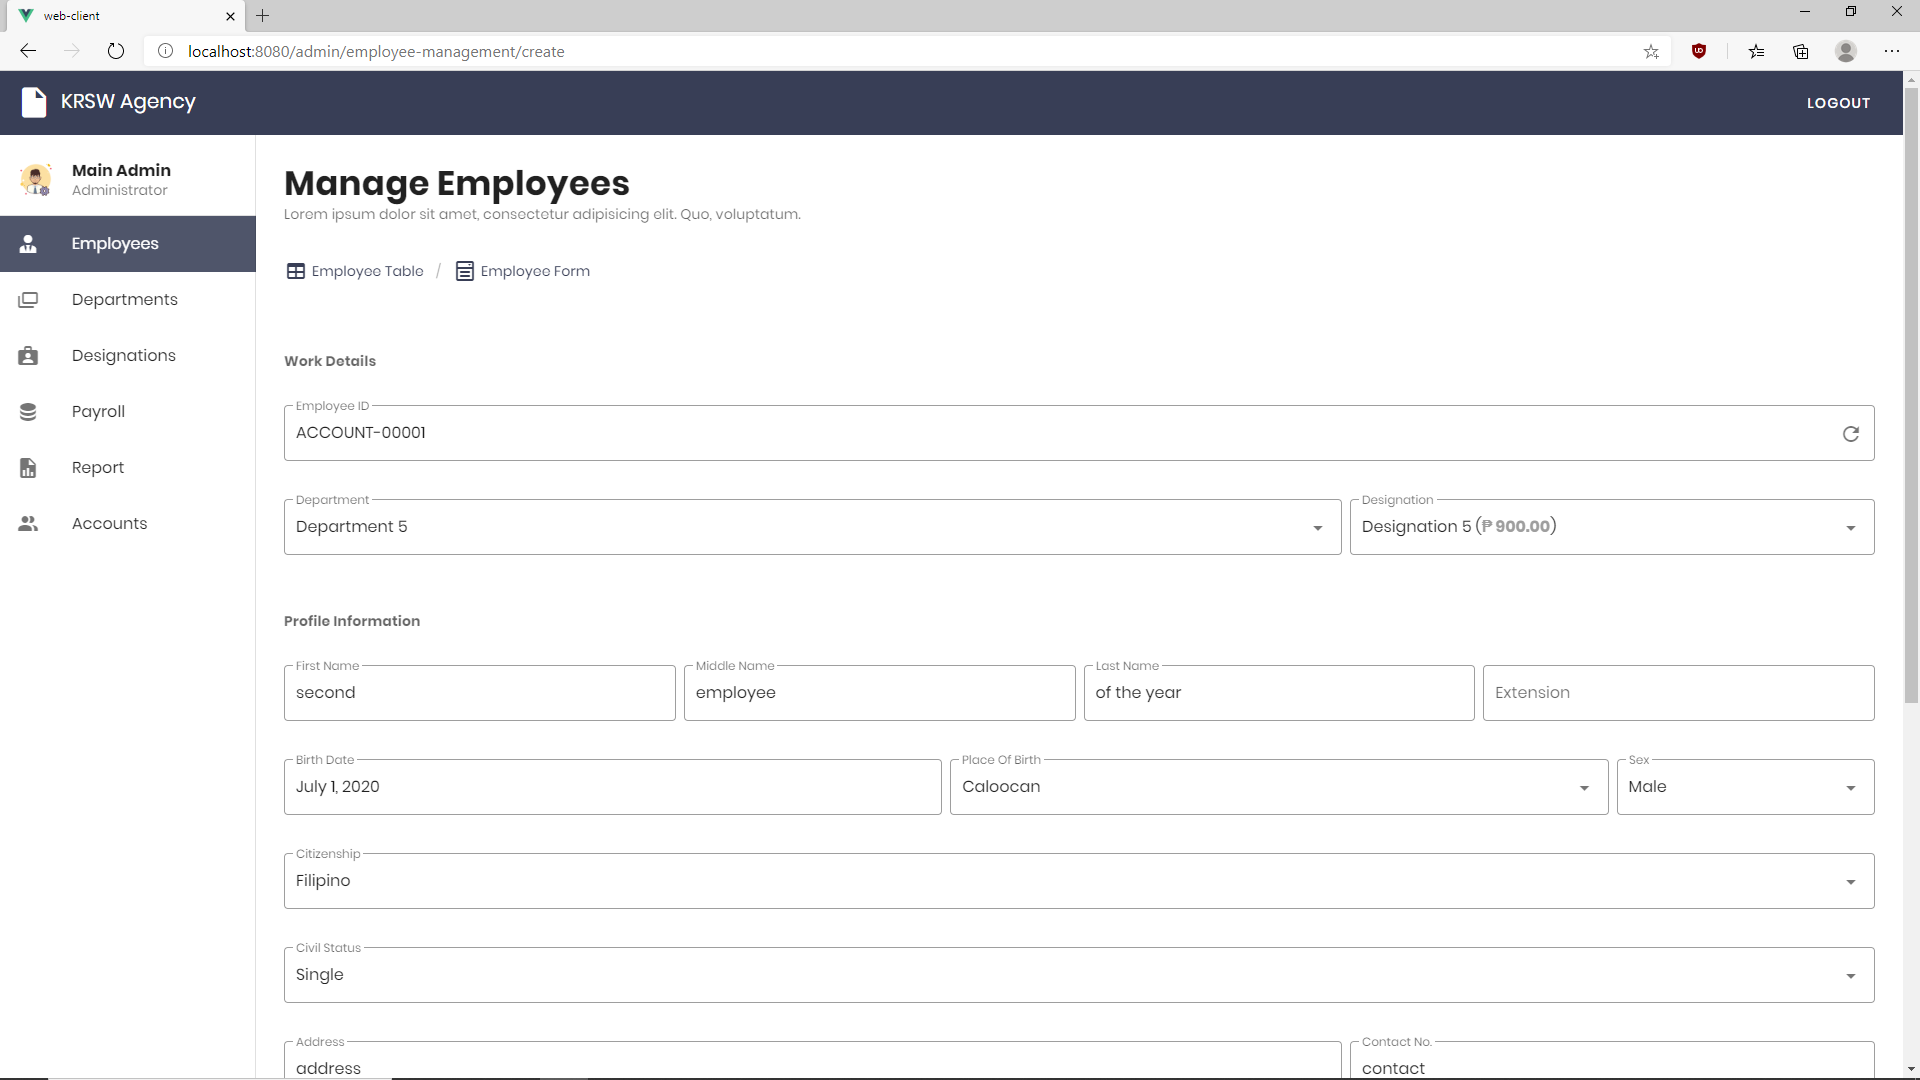 web-client
localhost:8080/admin/employee-management/create
KRSW Agency
LOGOUT
Main Admin
Administrator
Employees
Departments
Designations
Payroll
Report
Accounts
Manage Employees
Lorem ipsum dolor sit amet, consectetur adipisicing elit. Quo, voluptatum.
Employee Table / Employee Form
Work Details
Employee ID
ACCOUNT-00001
Department
Department 5
Designation
Designation 5 (₱ 900.00)
Profile Information
First Name
second
Middle Name
employee
Last Name
of the year
Extension
Birth Date
July 1, 2020
Place Of Birth
Caloocan
Sex
Male
Citizenship
Filipino
Civil Status
Single
Address
address
Contact No.
contact